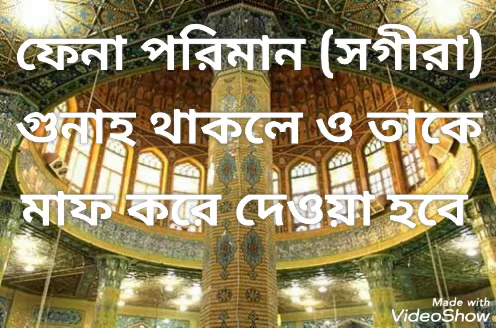 ফেনা পরিমান (সগীরা)
গুনাহ থাকলে ও তাকে
মাফ করে দেওয়া হবে
Made with
VideoShow